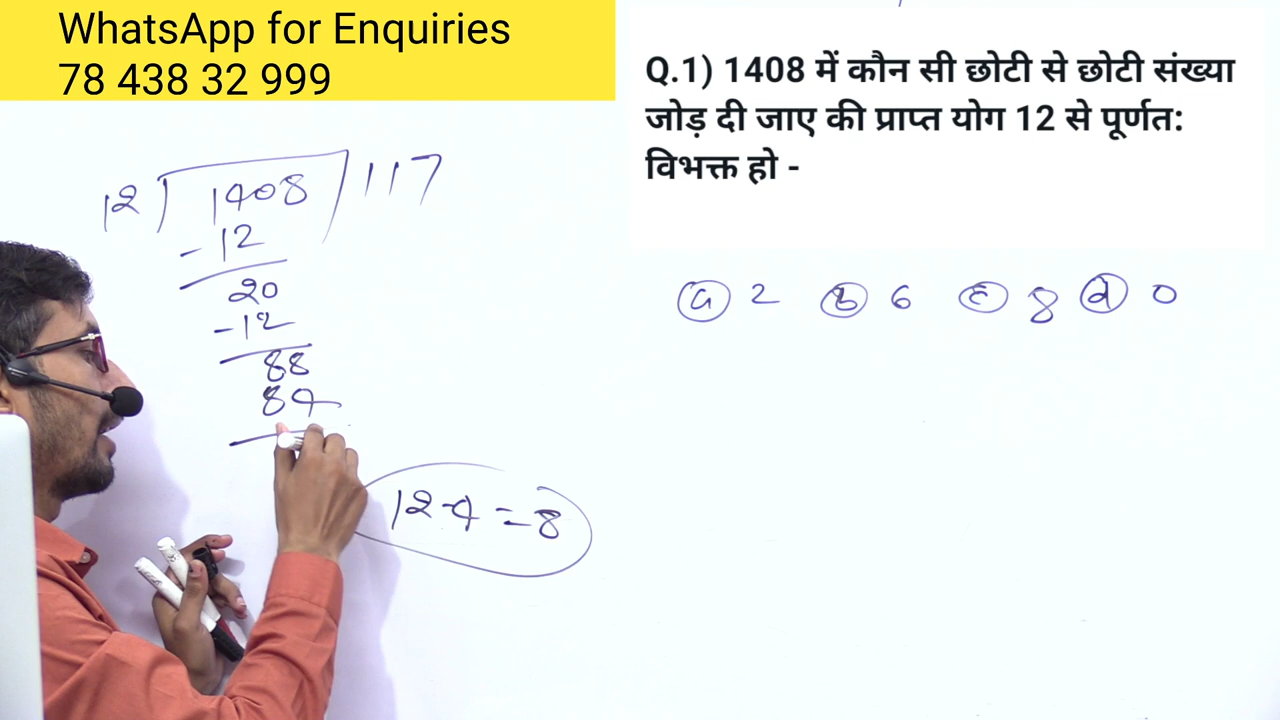 WhatsApp for Enquiries
78 438 32 999
Q.1) 1408 में कौन सी छोटी से छोटी संख्या
जोड़ दी जाए की प्राप्त योग 12 से पूर्णत:
विभक्त हो -
12 ) 1408 / 117
- 12
20
- 12
88
84
12 - 4 = 8
(a) 2 (b) 6 (c) 8 (d) 0